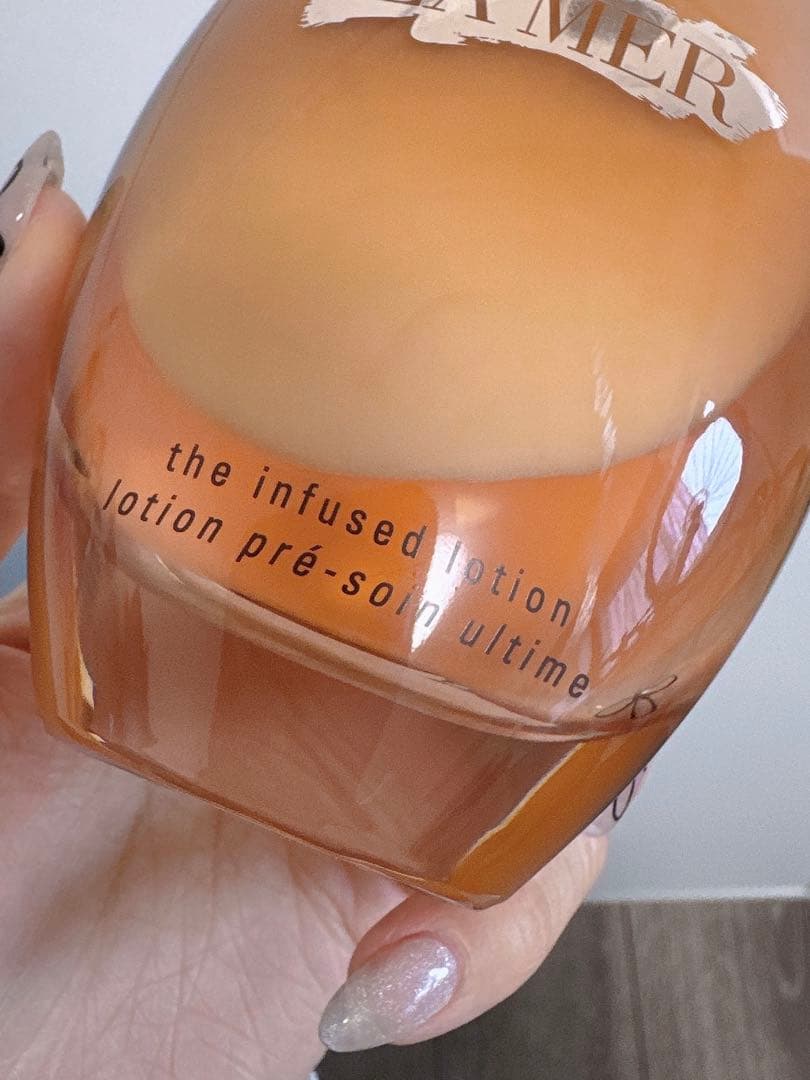 LA MER
the infused lotion
lotion pré-soin ultime